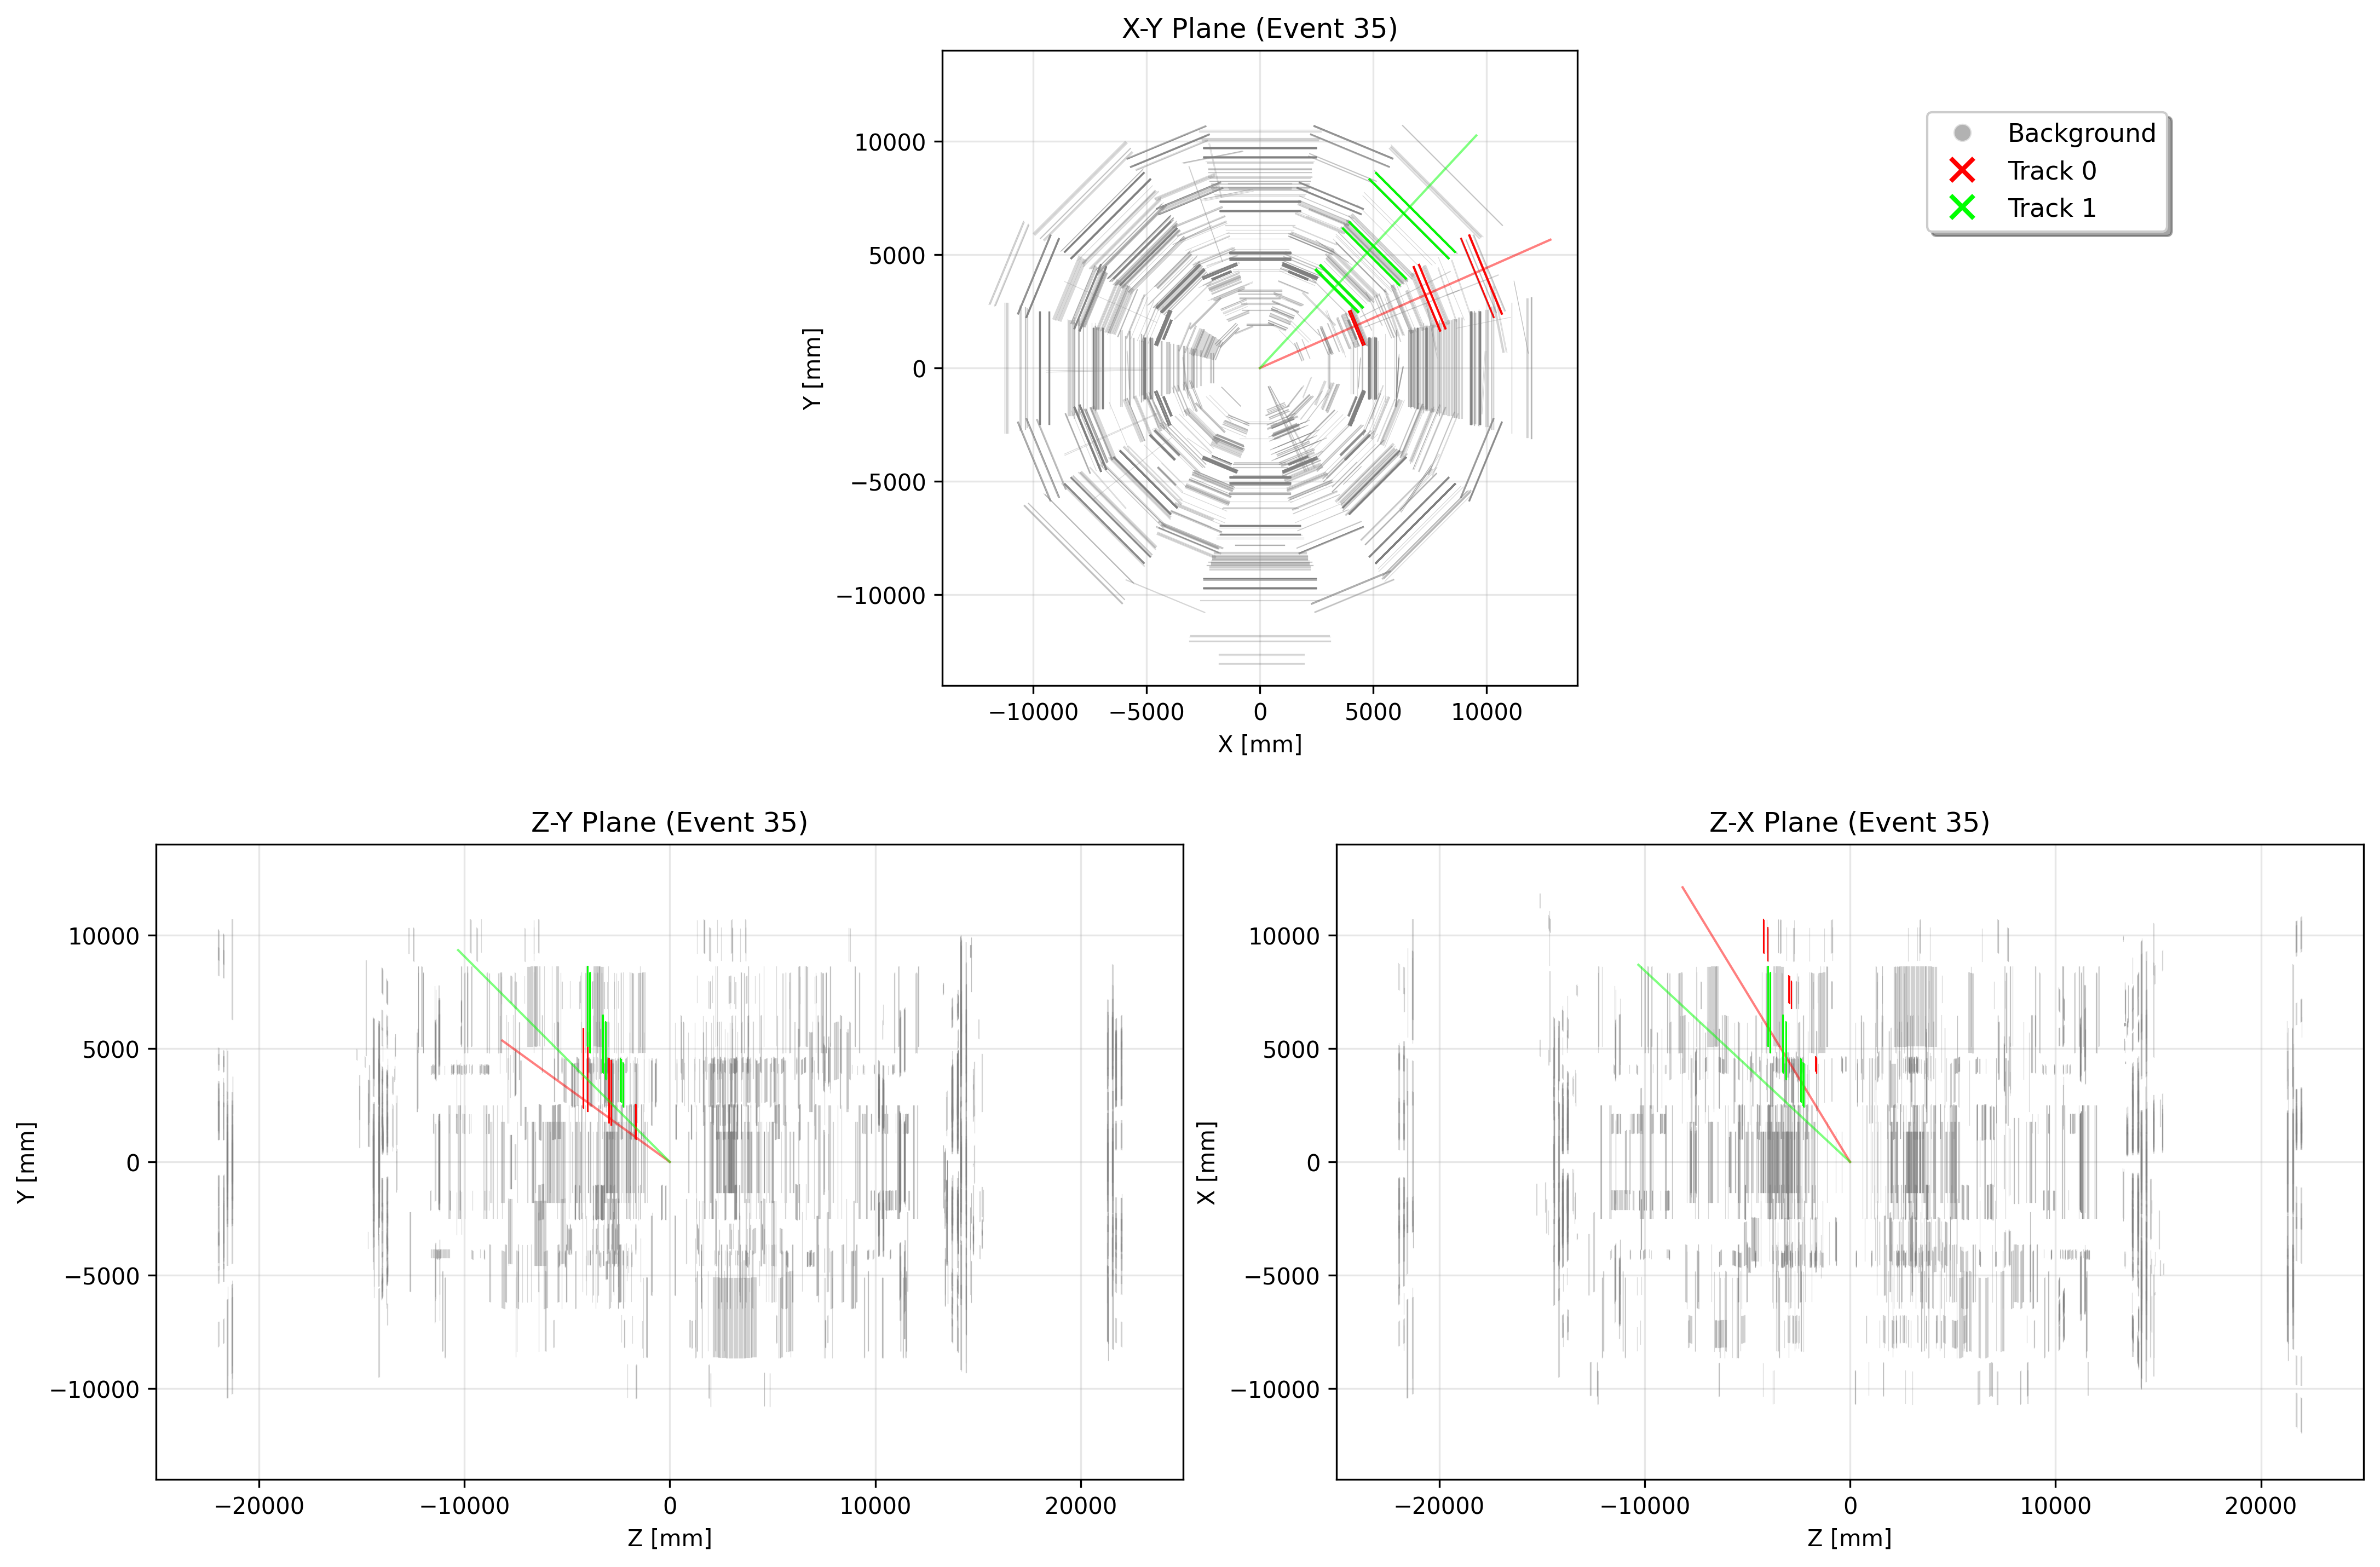 X-Y Plane (Event 35)
Background
Track 0
Track 1
10000
5000
0
−5000
−10000
Y [mm]
−10000 −5000 0 5000 10000
X [mm]
Z-Y Plane (Event 35)
10000
5000
0
−5000
−10000
Y [mm]
−20000 −10000 0 10000 20000
Z [mm]
Z-X Plane (Event 35)
10000
5000
0
−5000
−10000
X [mm]
−20000 −10000 0 10000 20000
Z [mm]